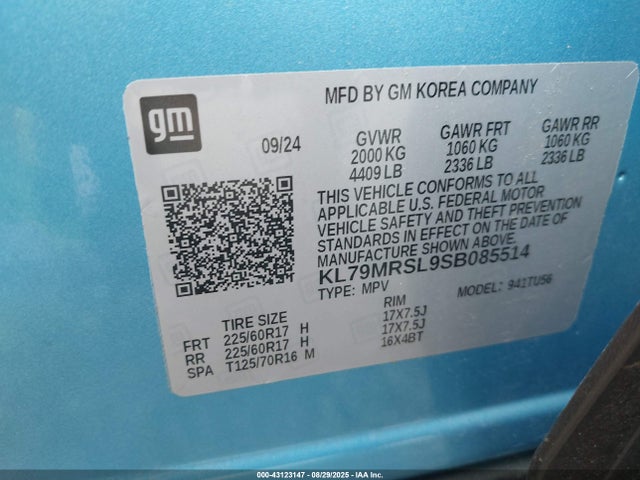 MFD BY GM KOREA COMPANY
gm
09/24
GVWR GAWR FRT GAWR RR
2000 KG 1060 KG 1060 KG
4409 LB 2336 LB 2336 LB
THIS VEHICLE CONFORMS TO ALL
APPLICABLE U.S. FEDERAL MOTOR
VEHICLE SAFETY AND THEFT PREVENTION
STANDARDS IN EFFECT ON THE DATE OF
MANUFACTURE SHOWN ABOVE.
KL79MRSL9SB085514
TYPE: MPV MODEL: 941TU56
TIRE SIZE RIM
FRT 225/60R17 H 17X7.5J
RR 225/60R17 H 17X7.5J
SPA T125/70R16 M 16X4BT
000-43123147 - 08/29/2025 - IAA, Inc.